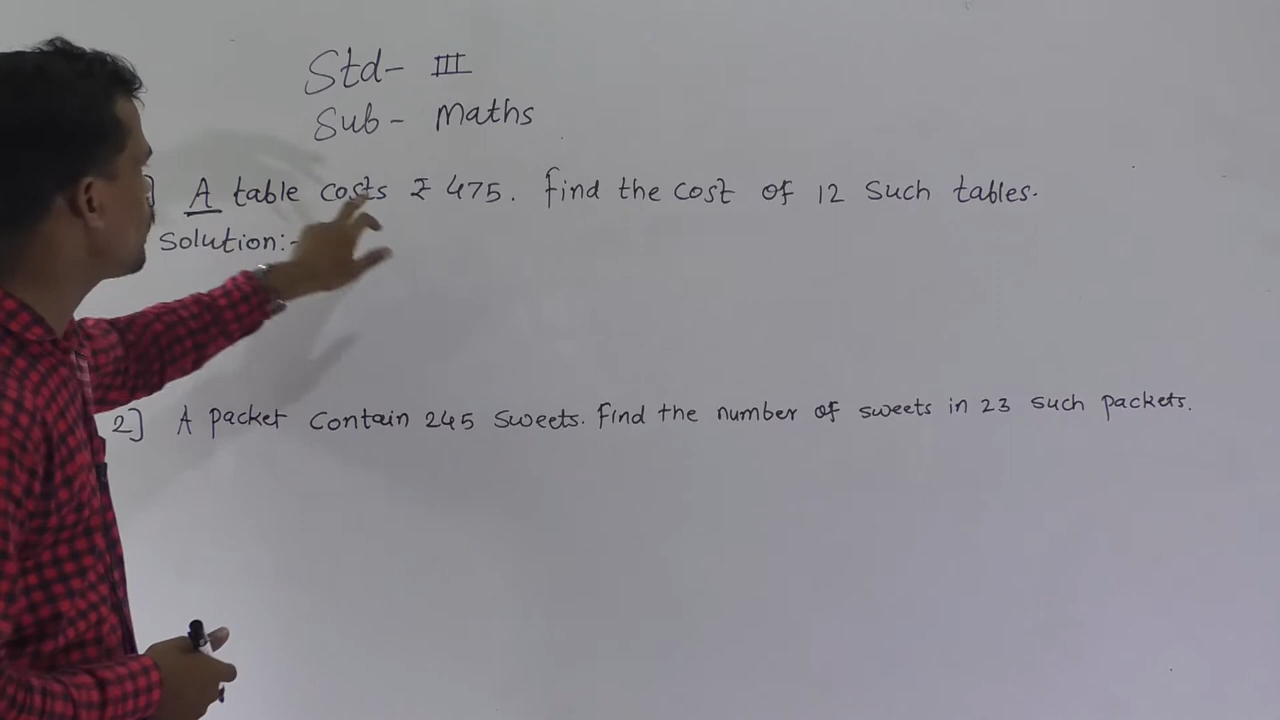 Std- III
Sub- Maths
] A table costs ₹ 475. Find the cost of 12 such tables.
Solution:-
2] A packet contain 245 sweets. Find the number of sweets in 23 such packets.